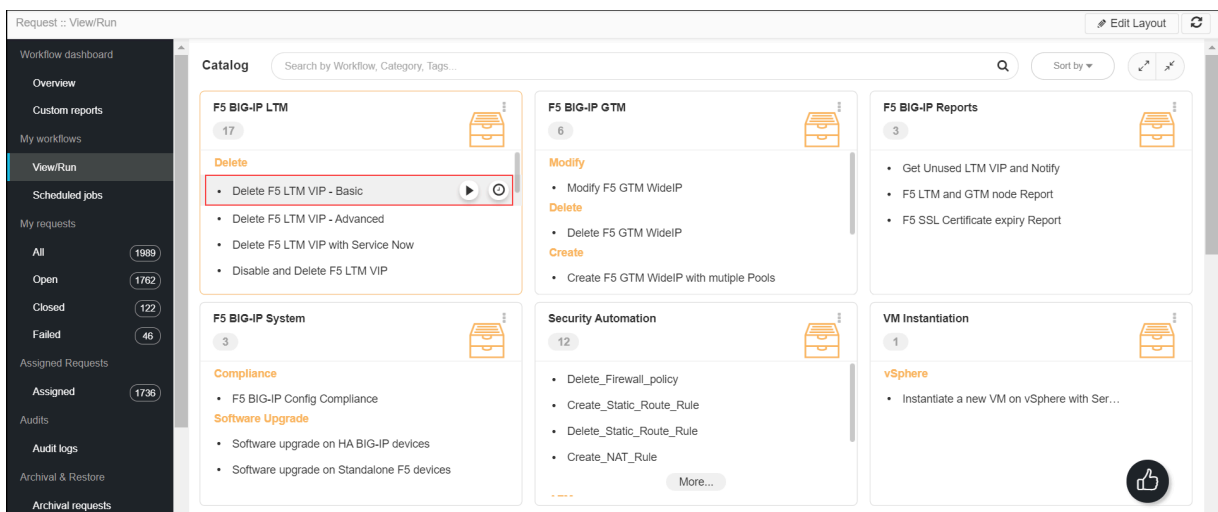 Request :: View/Run
Edit Layout
Workflow dashboard
Overview
Custom reports
My workflows
View/Run
Scheduled jobs
My requests
All 1989
Open 1762
Closed 122
Failed 46
Assigned Requests
Assigned 1736
Audits
Audit logs
Archival & Restore
Archival requests
Catalog
Search by Workflow, Category, Tags...
Sort by
F5 BIG-IP LTM
17
Delete
• Delete F5 LTM VIP - Basic
• Delete F5 LTM VIP - Advanced
• Delete F5 LTM VIP with Service Now
• Disable and Delete F5 LTM VIP
F5 BIG-IP GTM
6
Modify
• Modify F5 GTM WideIP
Delete
• Delete F5 GTM WideIP
Create
• Create F5 GTM WideIP with mutiple Pools
F5 BIG-IP Reports
3
• Get Unused LTM VIP and Notify
• F5 LTM and GTM node Report
• F5 SSL Certificate expiry Report
F5 BIG-IP System
3
Compliance
• F5 BIG-IP Config Compliance
Software Upgrade
• Software upgrade on HA BIG-IP devices
• Software upgrade on Standalone F5 devices
Security Automation
12
• Delete_Firewall_policy
• Create_Static_Route_Rule
• Delete_Static_Route_Rule
• Create_NAT_Rule
More...
VM Instantiation
1
vSphere
• Instantiate a new VM on vSphere with Ser...